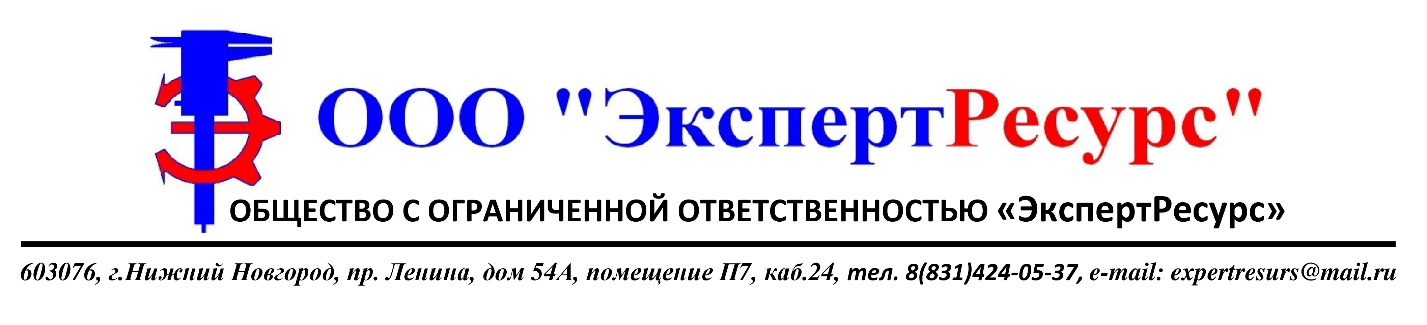 ООО "ЭкспертРесурс"
ОБЩЕСТВО С ОГРАНИЧЕННОЙ ОТВЕТСТВЕННОСТЬЮ «ЭкспертРесурс»
603076, г.Нижний Новгород, пр. Ленина, дом 54А, помещение П7, каб.24, тел. 8(831)424-05-37, e-mail: expertresurs@mail.ru